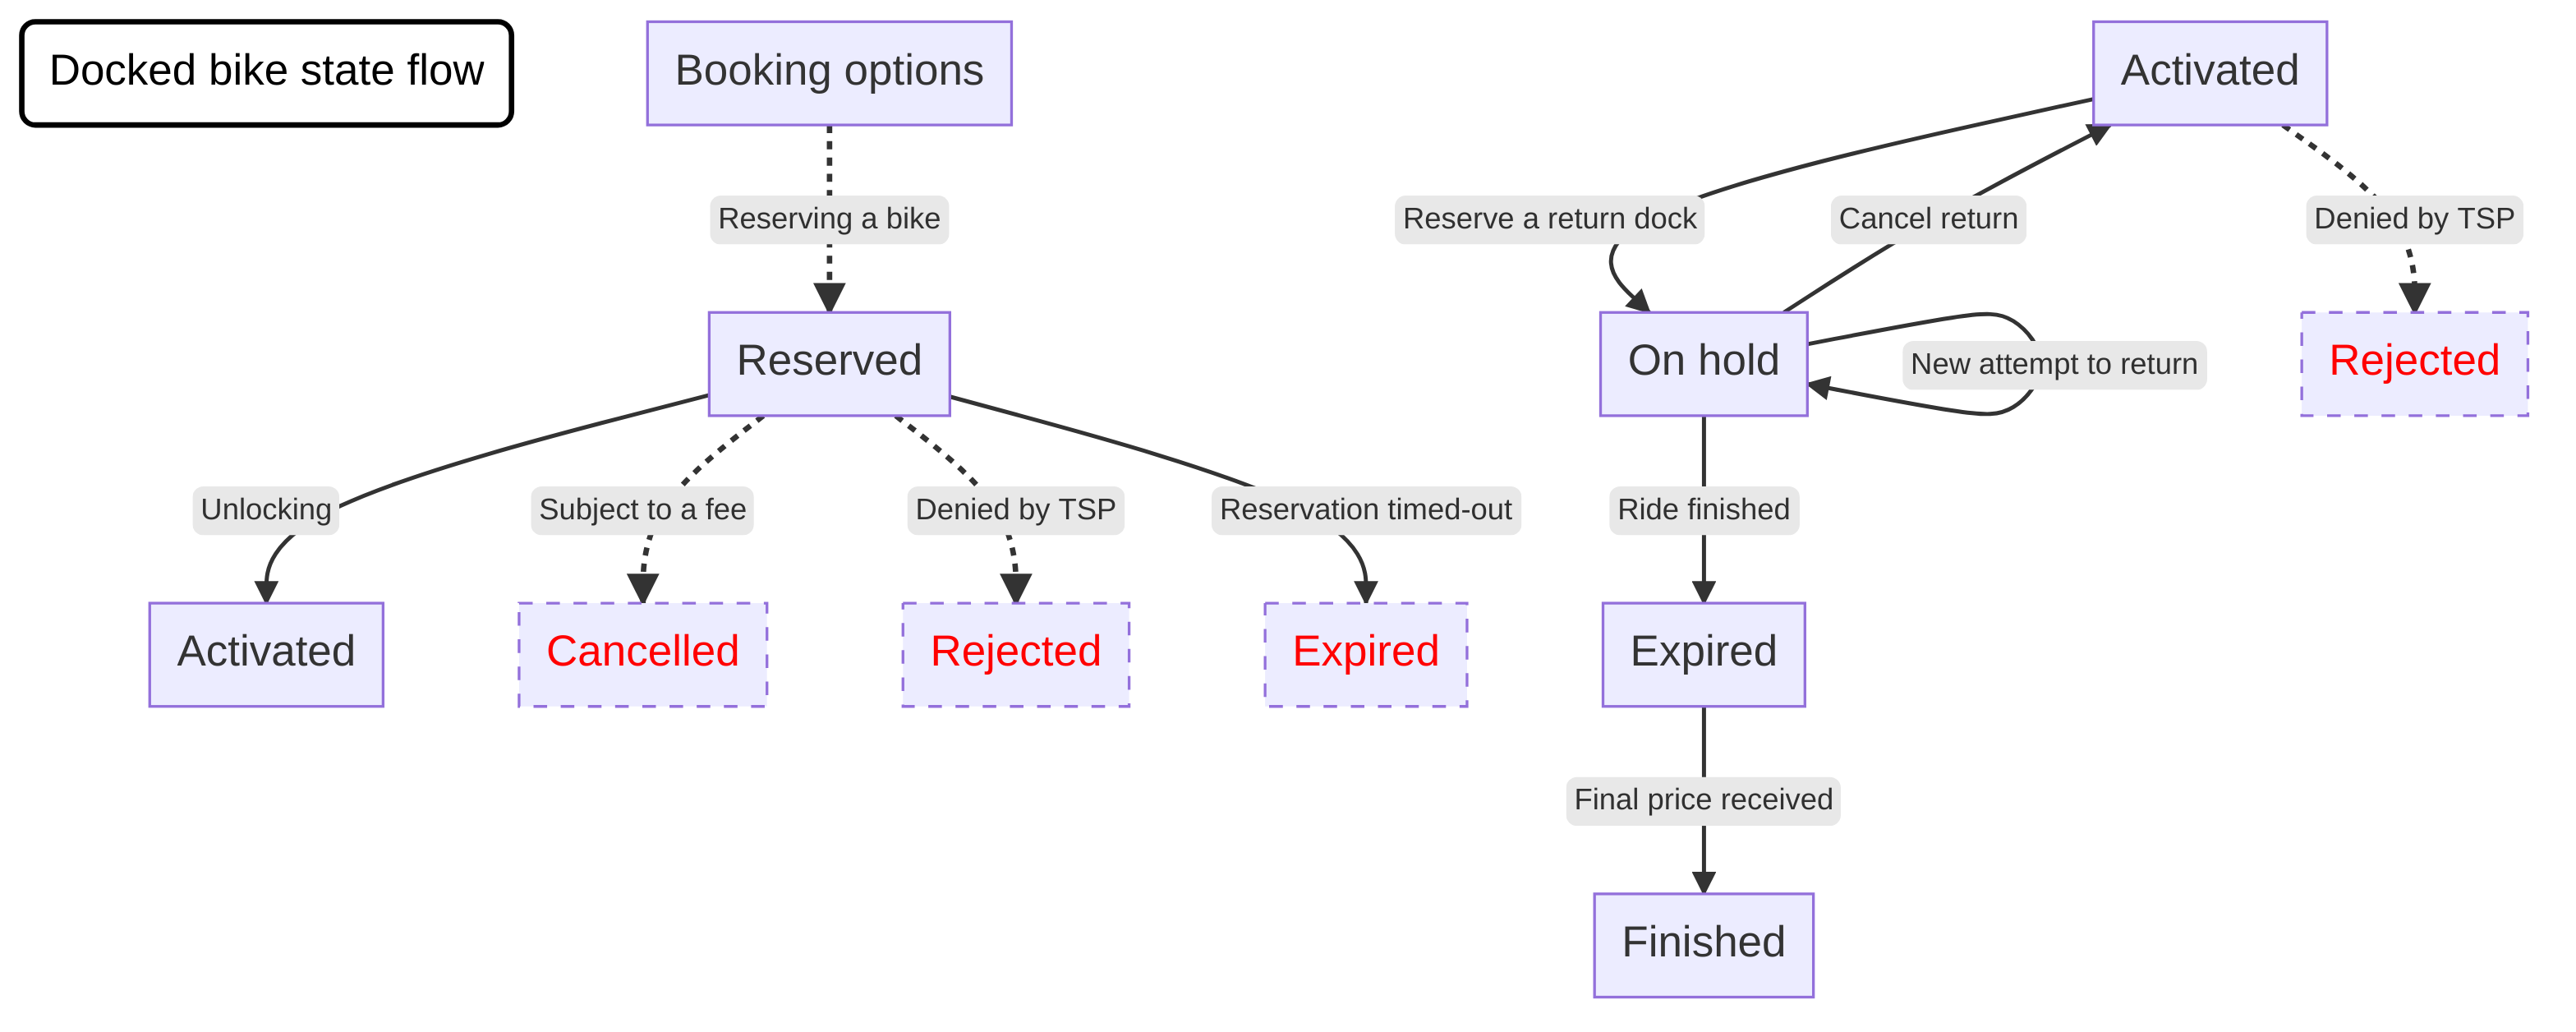 Docked bike state flow
Booking options
Activated
Reserving a bike
Reserve a return dock
Cancel return
Denied by TSP
Reserved
On hold
New attempt to return
Rejected
Unlocking
Subject to a fee
Denied by TSP
Reservation timed-out
Ride finished
Activated
Cancelled
Rejected
Expired
Expired
Final price received
Finished